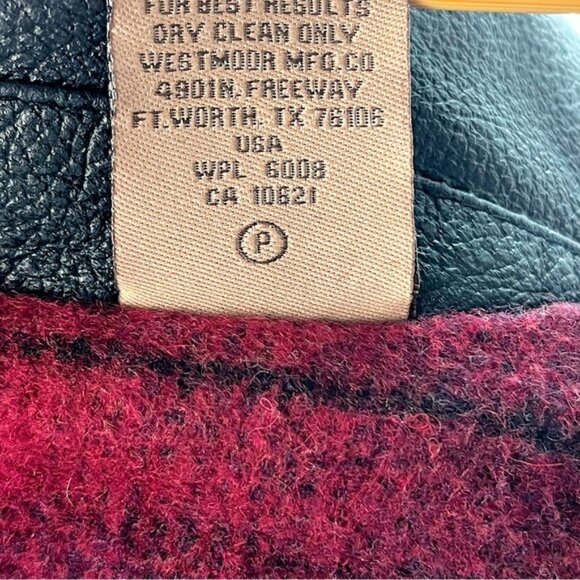 FOR BEST RESULTS
DRY CLEAN ONLY
WESTMOOR MFG.CO
4901N. FREEWAY
FT.WORTH. TX 76106
USA
WPL 6008
CA 10621
P